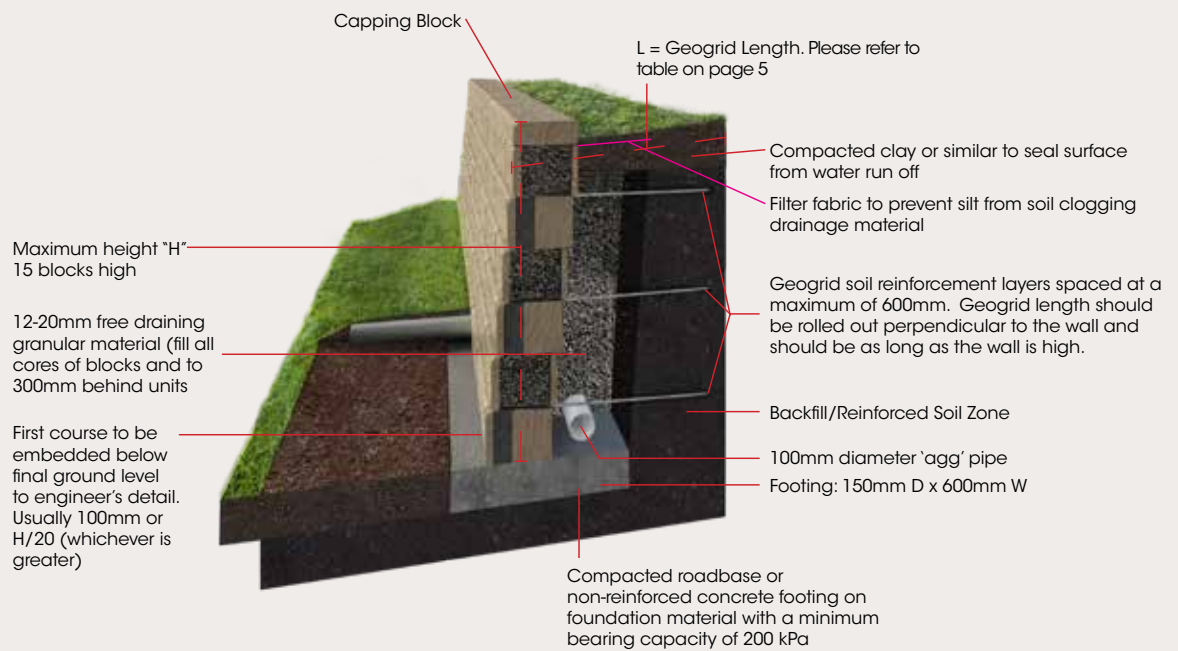 Capping Block
L = Geogrid Length. Please refer to
table on page 5
Compacted clay or similar to seal surface
from water run off
Filter fabric to prevent silt from soil clogging
drainage material
Maximum height "H"
15 blocks high
Geogrid soil reinforcement layers spaced at a
maximum of 600mm. Geogrid length should
be rolled out perpendicular to the wall and
should be as long as the wall is high.
12-20mm free draining
granular material (fill all
cores of blocks and to
300mm behind units
Backfill/Reinforced Soil Zone
First course to be
embedded below
final ground level
to engineer's detail.
Usually 100mm or
H/20 (whichever is
greater)
100mm diameter 'agg' pipe
Footing: 150mm D x 600mm W
Compacted roadbase or
non-reinforced concrete footing on
foundation material with a minimum
bearing capacity of 200 kPa